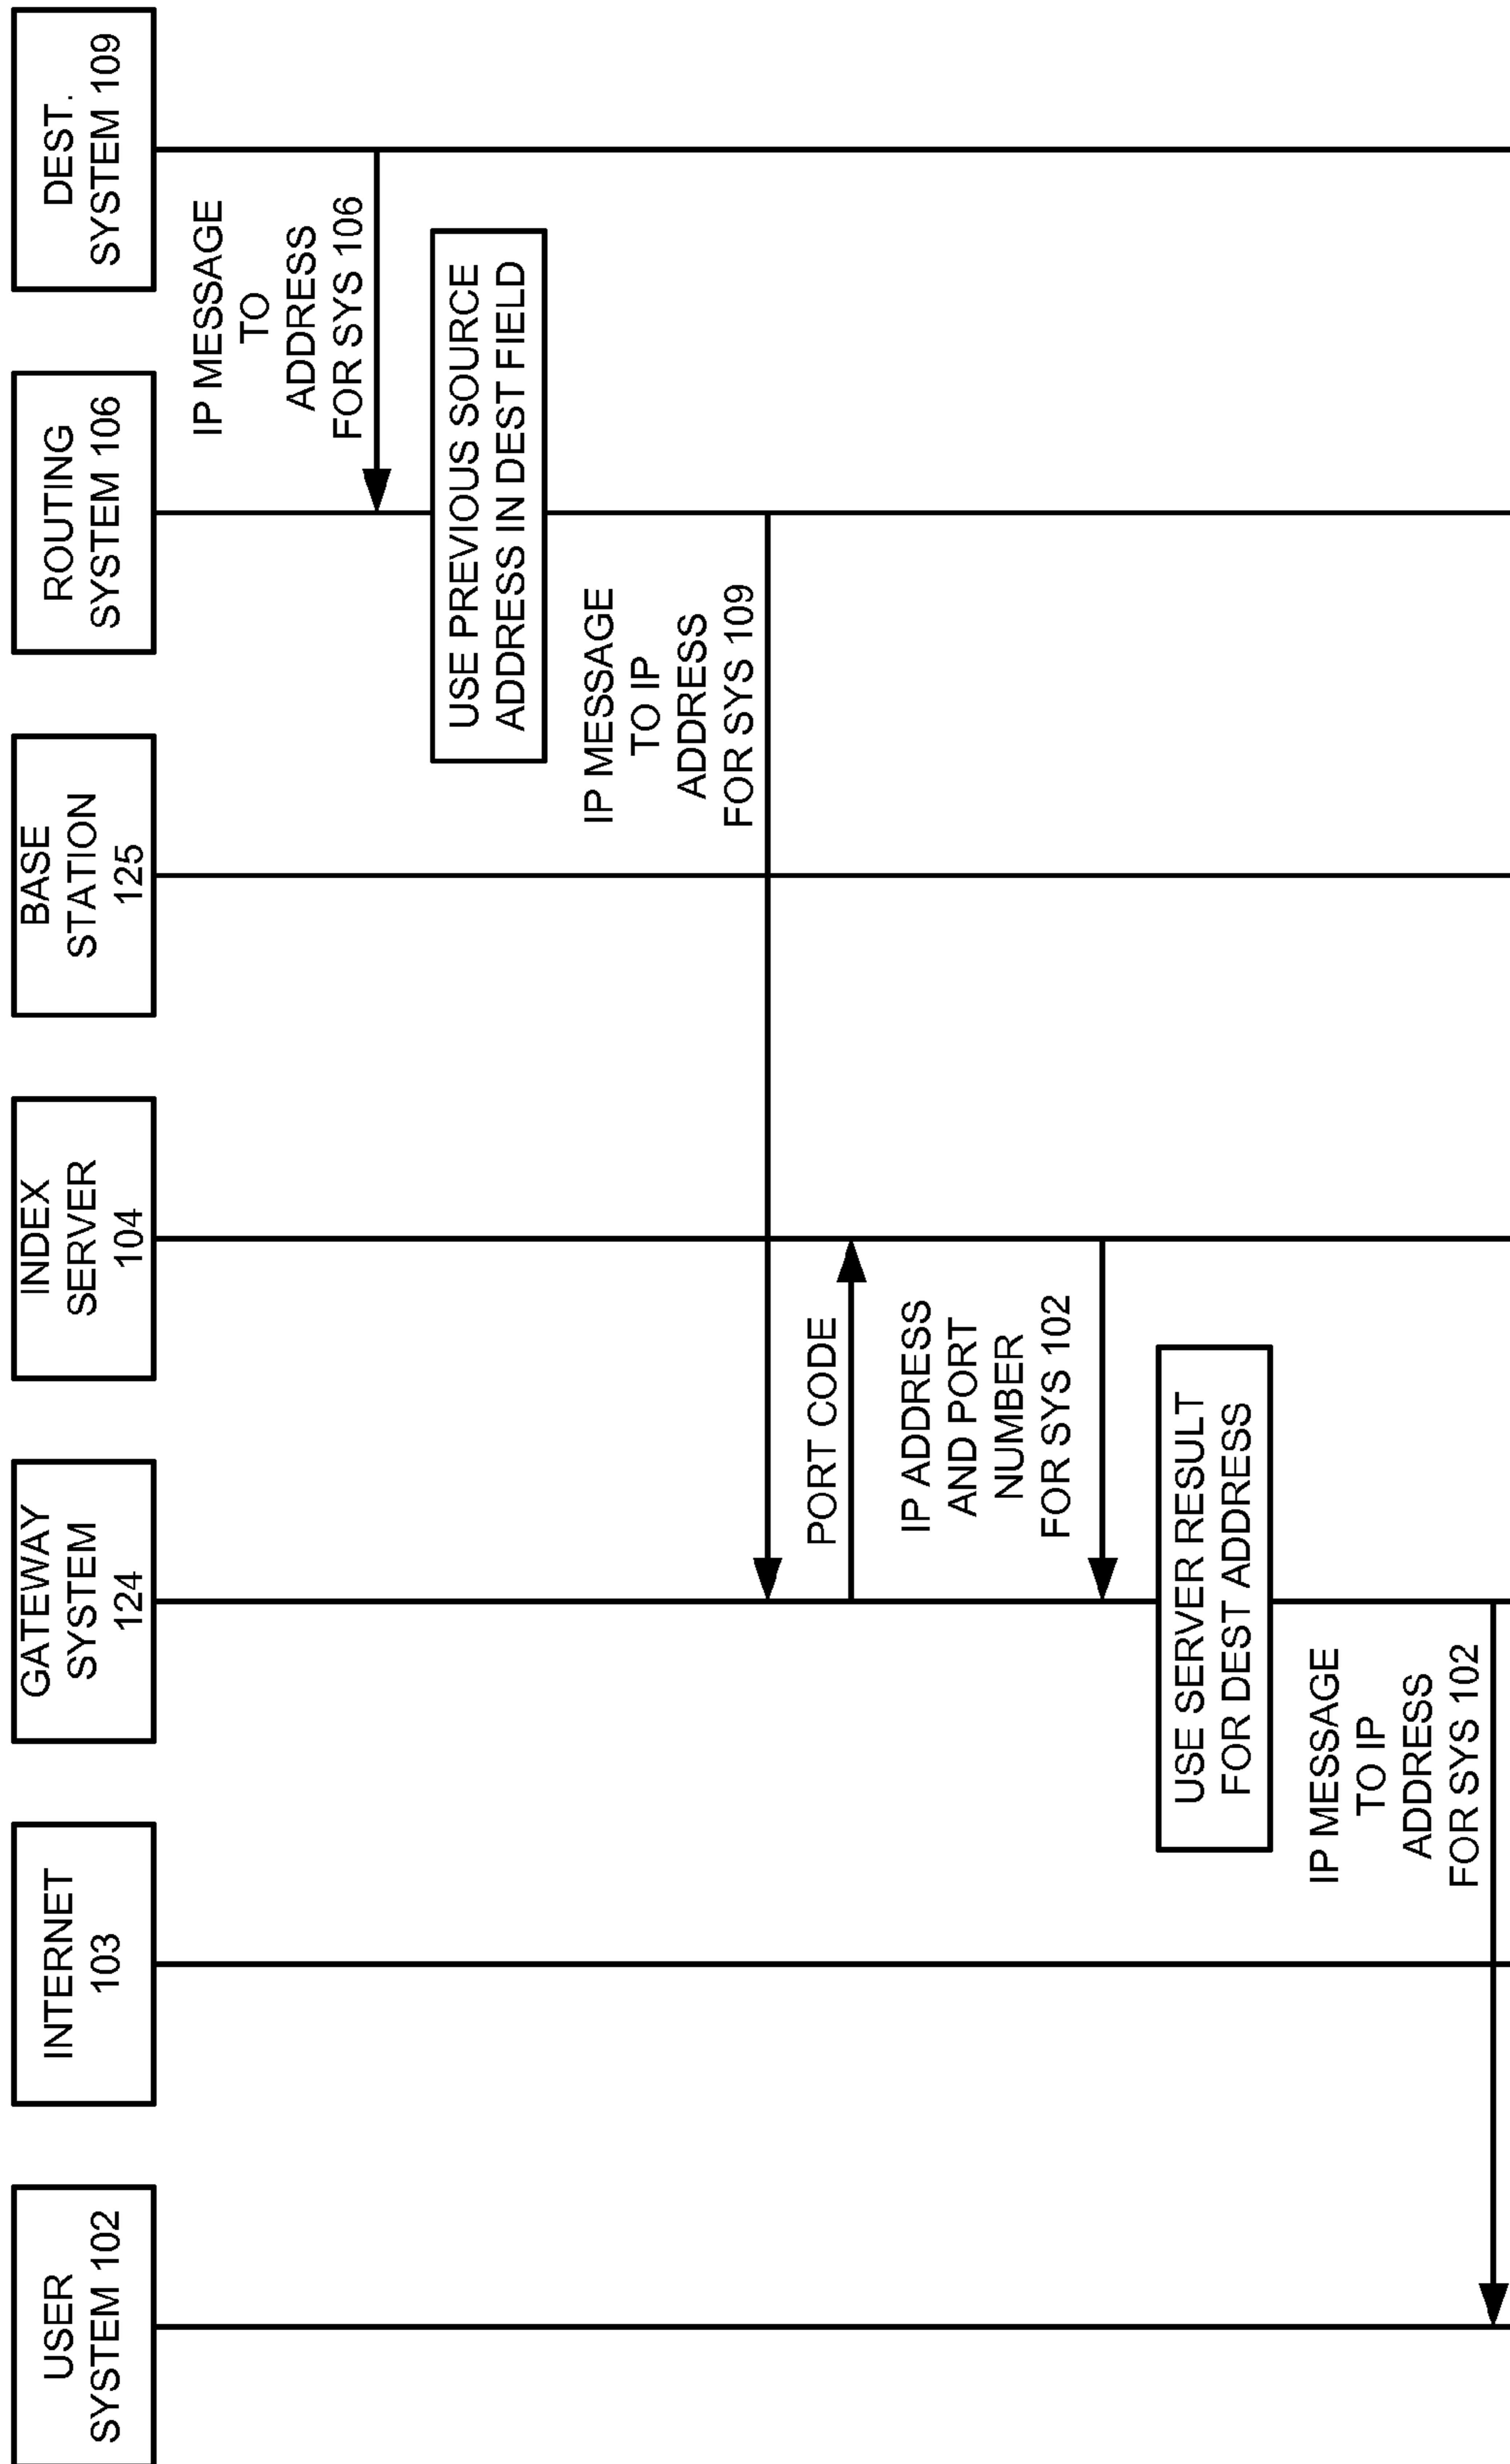 USER
SYSTEM 102
INTERNET
103
GATEWAY
SYSTEM
124
INDEX
SERVER
104
BASE
STATION
125
ROUTING
SYSTEM 106
DEST.
SYSTEM 109
IP MESSAGE
TO
ADDRESS
FOR SYS 106
USE PREVIOUS SOURCE
ADDRESS IN DEST FIELD
IP MESSAGE
TO IP
ADDRESS
FOR SYS 109
PORT CODE
IP ADDRESS
AND PORT
NUMBER
FOR SYS 102
USE SERVER RESULT
FOR DEST ADDRESS
IP MESSAGE
TO IP
ADDRESS
FOR SYS 102